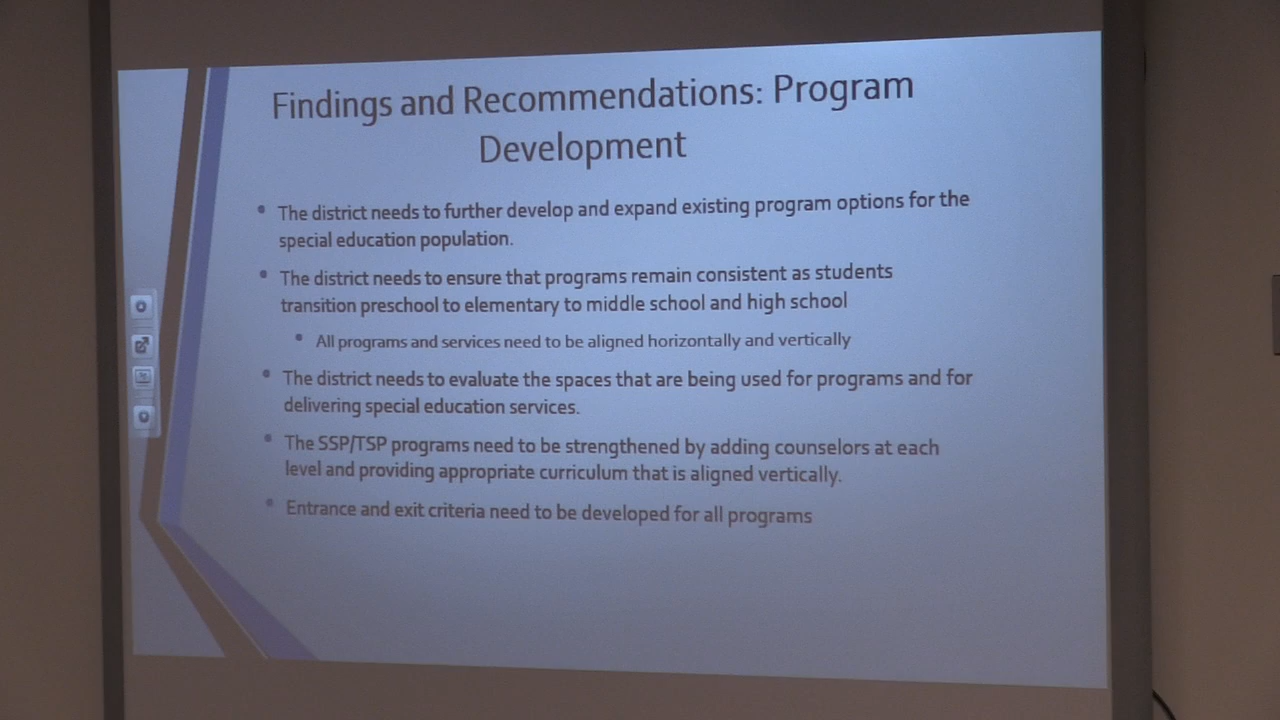 Findings and Recommendations: Program
Development
• The district needs to further develop and expand existing program options for the
special education population.
• The district needs to ensure that programs remain consistent as students
transition preschool to elementary to middle school and high school
• All programs and services need to be aligned horizontally and vertically
• The district needs to evaluate the spaces that are being used for programs and for
delivering special education services.
• The SSP/TSP programs need to be strengthened by adding counselors at each
level and providing appropriate curriculum that is aligned vertically.
• Entrance and exit criteria need to be developed for all programs